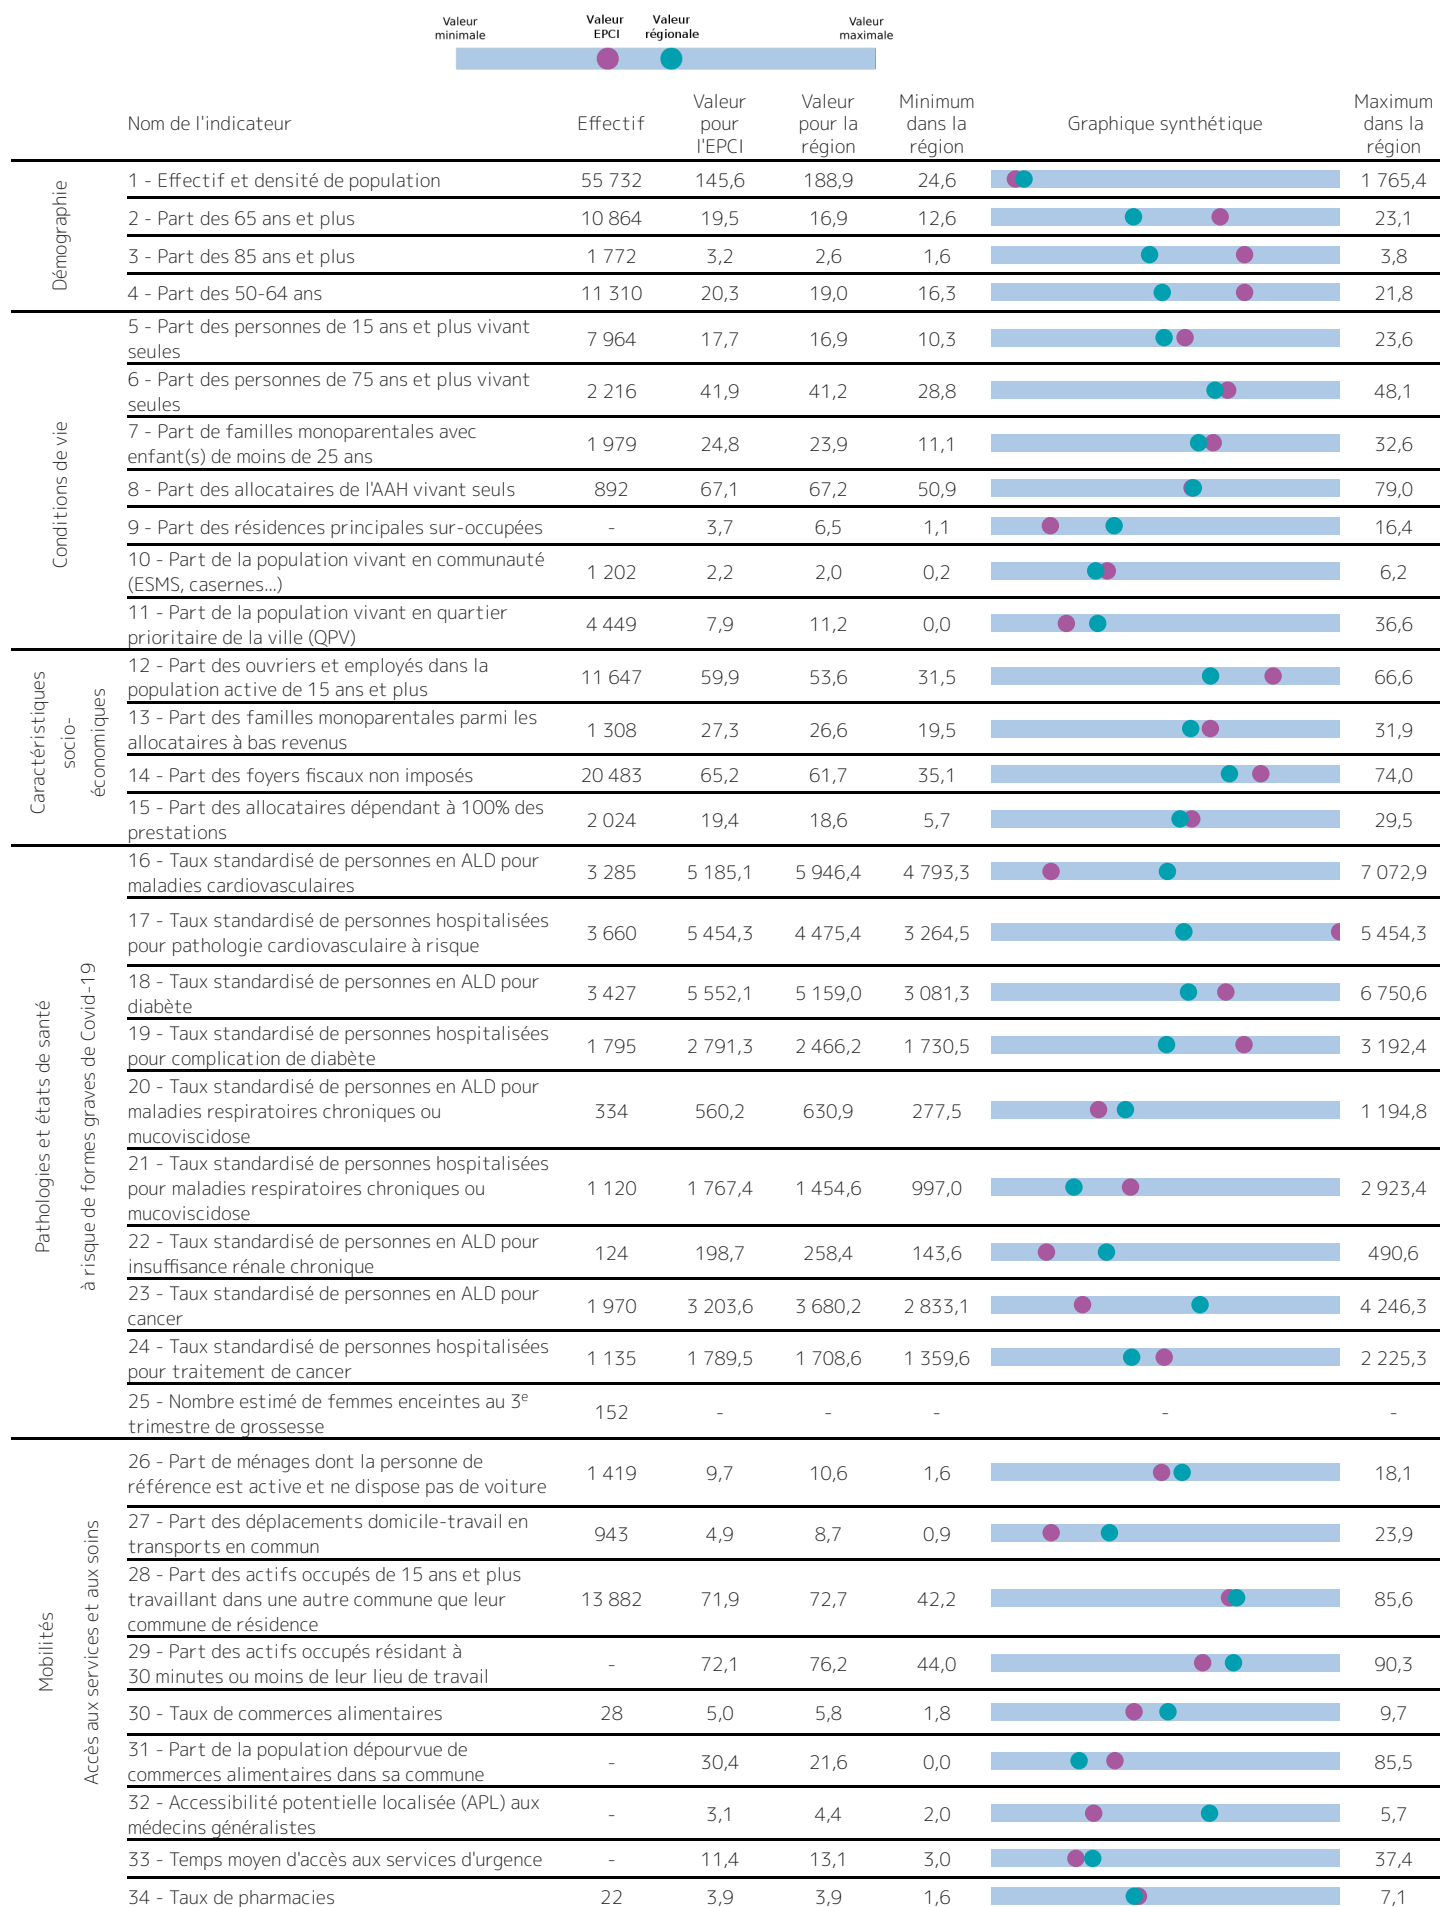 Valeur
minimale
Valeur
EPCI
Valeur
régionale
Valeur
maximale
Nom de l'indicateur
Effectif
Valeur
pour
l'EPCI
Valeur
pour la
région
Minimum
dans la
région
Graphique synthétique
Maximum
dans la
région
Démographie
1 - Effectif et densité de population 55 732 145,6 188,9 24,6 1 765,4
2 - Part des 65 ans et plus 10 864 19,5 16,9 12,6 23,1
3 - Part des 85 ans et plus 1 772 3,2 2,6 1,6 3,8
4 - Part des 50-64 ans 11 310 20,3 19,0 16,3 21,8
Conditions de vie
5 - Part des personnes de 15 ans et plus vivant
seules 7 964 17,7 16,9 10,3 23,6
6 - Part des personnes de 75 ans et plus vivant
seules 2 216 41,9 41,2 28,8 48,1
7 - Part de familles monoparentales avec
enfant(s) de moins de 25 ans 1 979 24,8 23,9 11,1 32,6
8 - Part des allocataires de l'AAH vivant seuls 892 67,1 67,2 50,9 79,0
9 - Part des résidences principales sur-occupées - 3,7 6,5 1,1 16,4
10 - Part de la population vivant en communauté
(ESMS, casernes...) 1 202 2,2 2,0 0,2 6,2
11 - Part de la population vivant en quartier
prioritaire de la ville (QPV) 4 449 7,9 11,2 0,0 36,6
Caractéristiques
socio-
économiques
12 - Part des ouvriers et employés dans la
population active de 15 ans et plus 11 647 59,9 53,6 31,5 66,6
13 - Part des familles monoparentales parmi les
allocataires à bas revenus 1 308 27,3 26,6 19,5 31,9
14 - Part des foyers fiscaux non imposés 20 483 65,2 61,7 35,1 74,0
15 - Part des allocataires dépendant à 100% des
prestations 2 024 19,4 18,6 5,7 29,5
Pathologies et états de santé
à risque de formes graves de Covid-19
16 - Taux standardisé de personnes en ALD pour
maladies cardiovasculaires 3 285 5 185,1 5 946,4 4 793,3 7 072,9
17 - Taux standardisé de personnes hospitalisées
pour pathologie cardiovasculaire à risque 3 660 5 454,3 4 475,4 3 264,5 5 454,3
18 - Taux standardisé de personnes en ALD pour
diabète 3 427 5 552,1 5 159,0 3 081,3 6 750,6
19 - Taux standardisé de personnes hospitalisées
pour complication de diabète 1 795 2 791,3 2 466,2 1 730,5 3 192,4
20 - Taux standardisé de personnes en ALD pour
maladies respiratoires chroniques ou 334 560,2 630,9 277,5 1 194,8
mucoviscidose
21 - Taux standardisé de personnes hospitalisées
pour maladies respiratoires chroniques ou 1 120 1 767,4 1 454,6 997,0 2 923,4
mucoviscidose
22 - Taux standardisé de personnes en ALD pour
insuffisance rénale chronique 124 198,7 258,4 143,6 490,6
23 - Taux standardisé de personnes en ALD pour
cancer 1 970 3 203,6 3 680,2 2 833,1 4 246,3
24 - Taux standardisé de personnes hospitalisées
pour traitement de cancer 1 135 1 789,5 1 708,6 1 359,6 2 225,3
25 - Nombre estimé de femmes enceintes au 3e
trimestre de grossesse 152 - - - - -
Mobilités
Accès aux services et aux soins
26 - Part de ménages dont la personne de
référence est active et ne dispose pas de voiture 1 419 9,7 10,6 1,6 18,1
27 - Part des déplacements domicile-travail en
transports en commun 943 4,9 8,7 0,9 23,9
28 - Part des actifs occupés de 15 ans et plus
travaillant dans une autre commune que leur 13 882 71,9 72,7 42,2 85,6
commune de résidence
29 - Part des actifs occupés résidant à
30 minutes ou moins de leur lieu de travail - 72,1 76,2 44,0 90,3
30 - Taux de commerces alimentaires 28 5,0 5,8 1,8 9,7
31 - Part de la population dépourvue de
commerces alimentaires dans sa commune - 30,4 21,6 0,0 85,5
32 - Accessibilité potentielle localisée (APL) aux
médecins généralistes - 3,1 4,4 2,0 5,7
33 - Temps moyen d'accès aux services d'urgence - 11,4 13,1 3,0 37,4
34 - Taux de pharmacies 22 3,9 3,9 1,6 7,1